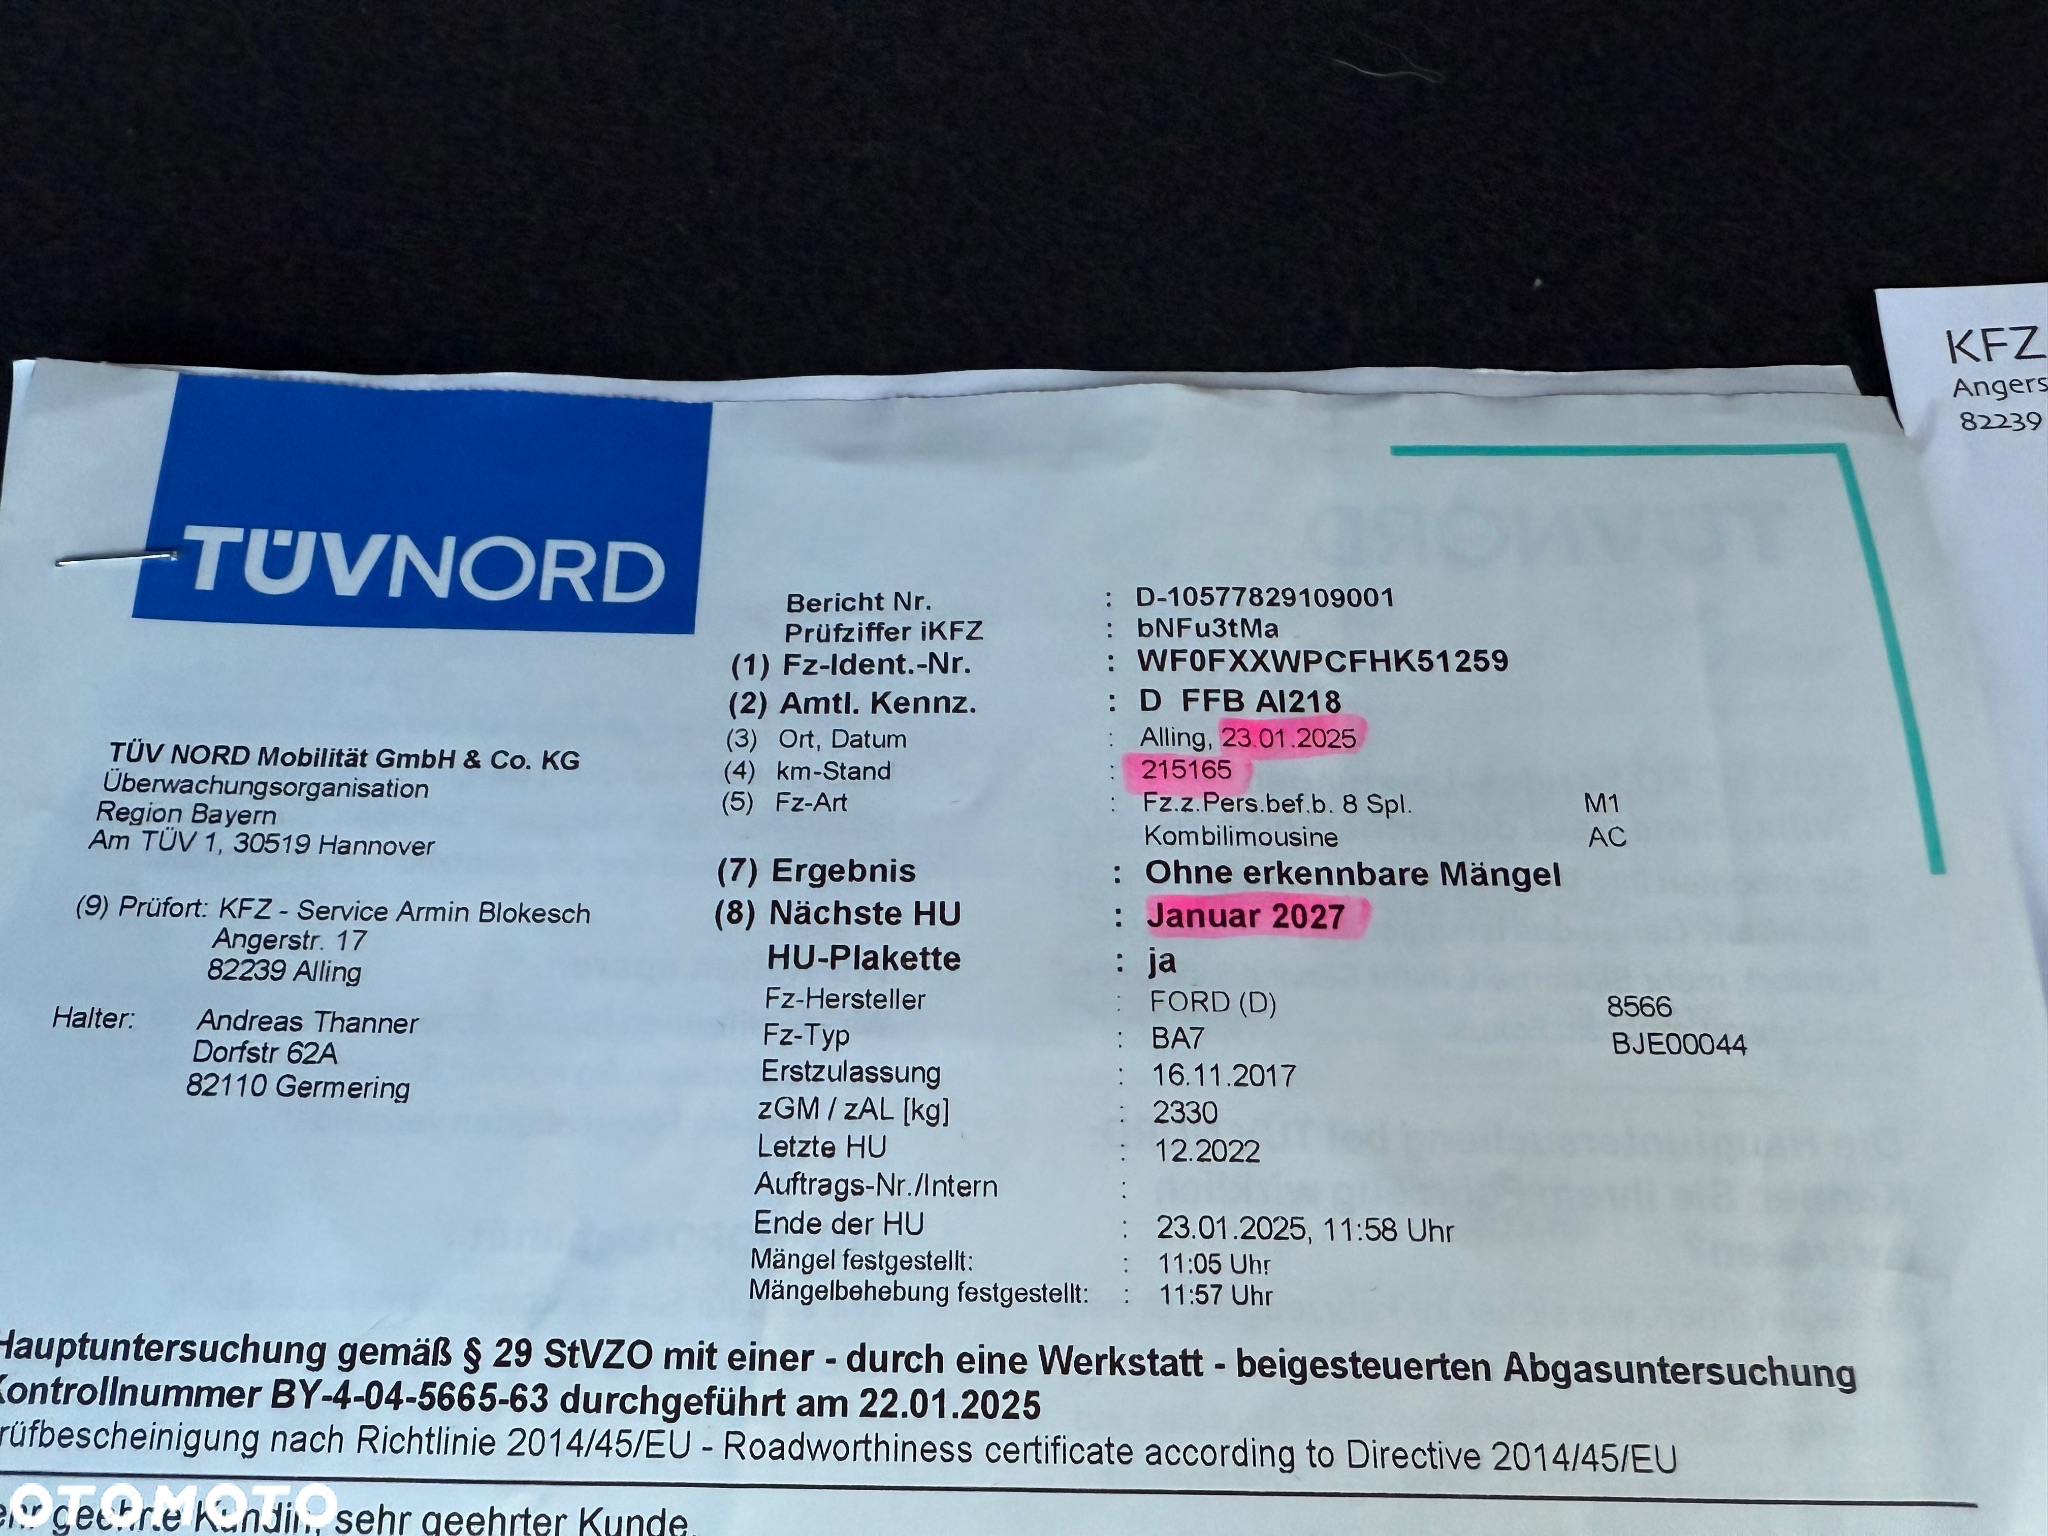 KFZ
Angers
82239
TÜVNORD
Bericht Nr. : D-10577829109001
Prüfziffer iKFZ : bNFu3tMa
(1) Fz-Ident.-Nr. : WF0FXXWPCFHK51259
(2) Amtl. Kennz. : D FFB AI218
(3) Ort, Datum : Alling, 23.01.2025
(4) km-Stand : 215165
(5) Fz-Art : Fz.z.Pers.bef.b. 8 Spl. M1
Kombilimousine AC
(7) Ergebnis : Ohne erkennbare Mängel
(8) Nächste HU : Januar 2027
HU-Plakette : ja
Fz-Hersteller : FORD (D) 8566
Fz-Typ : BA7 BJE00044
Erstzulassung : 16.11.2017
zGM / zAL [kg] : 2330
Letzte HU : 12.2022
Auftrags-Nr./Intern :
Ende der HU : 23.01.2025, 11:58 Uhr
Mängel festgestellt: : 11:05 Uhr
Mängelbehebung festgestellt: : 11:57 Uhr
TÜV NORD Mobilität GmbH & Co. KG
Überwachungsorganisation
Region Bayern
Am TÜV 1, 30519 Hannover
(9) Prüfort: KFZ - Service Armin Blokesch
Angerstr. 17
82239 Alling
Halter: Andreas Thanner
Dorfstr 62A
82110 Germering
Hauptuntersuchung gemäß § 29 StVZO mit einer - durch eine Werkstatt - beigesteuerten Abgasuntersuchung
Kontrollnummer BY-4-04-5665-63 durchgeführt am 22.01.2025
rüfbescheinigung nach Richtlinie 2014/45/EU - Roadworthiness certificate according to Directive 2014/45/EU
ehr geehrte Kundin, sehr geehrter Kunde,
OTOMOTO